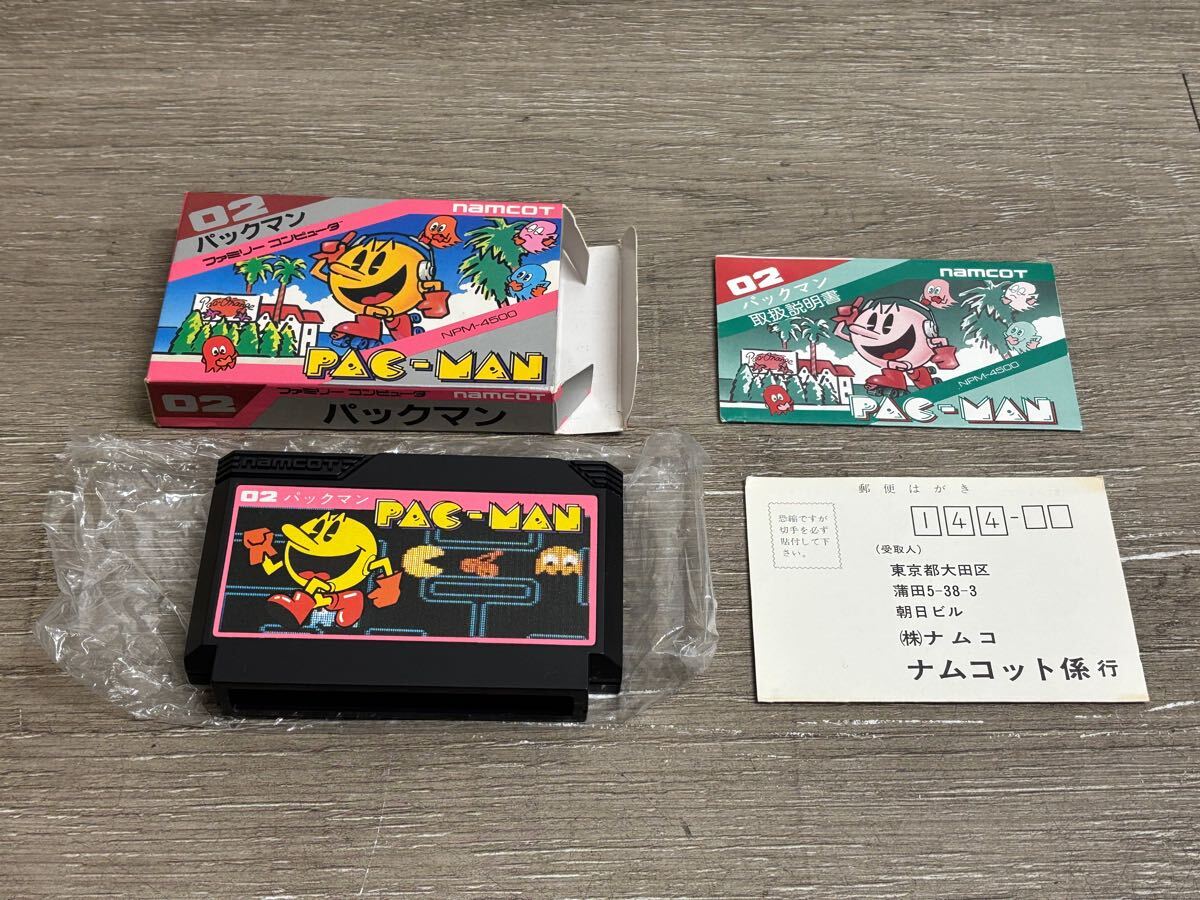 02
パックマン
ファミリー コンピュータ
namcoT
NPM-4500
PAC-MAN
02
ファミリー コンピュータ
namcoT
パックマン
02
namcoT
パックマン
取扱説明書
NPM-4500
PAC-MAN
namcoT
02 パックマン
PAC-MAN
郵便はがき
恐縮ですが
切手を必ず
貼付して下
さい。
144-
(受取人)
東京都大田区
蒲田5-38-3
朝日ビル
㈱ナムコ
ナムコット係 行